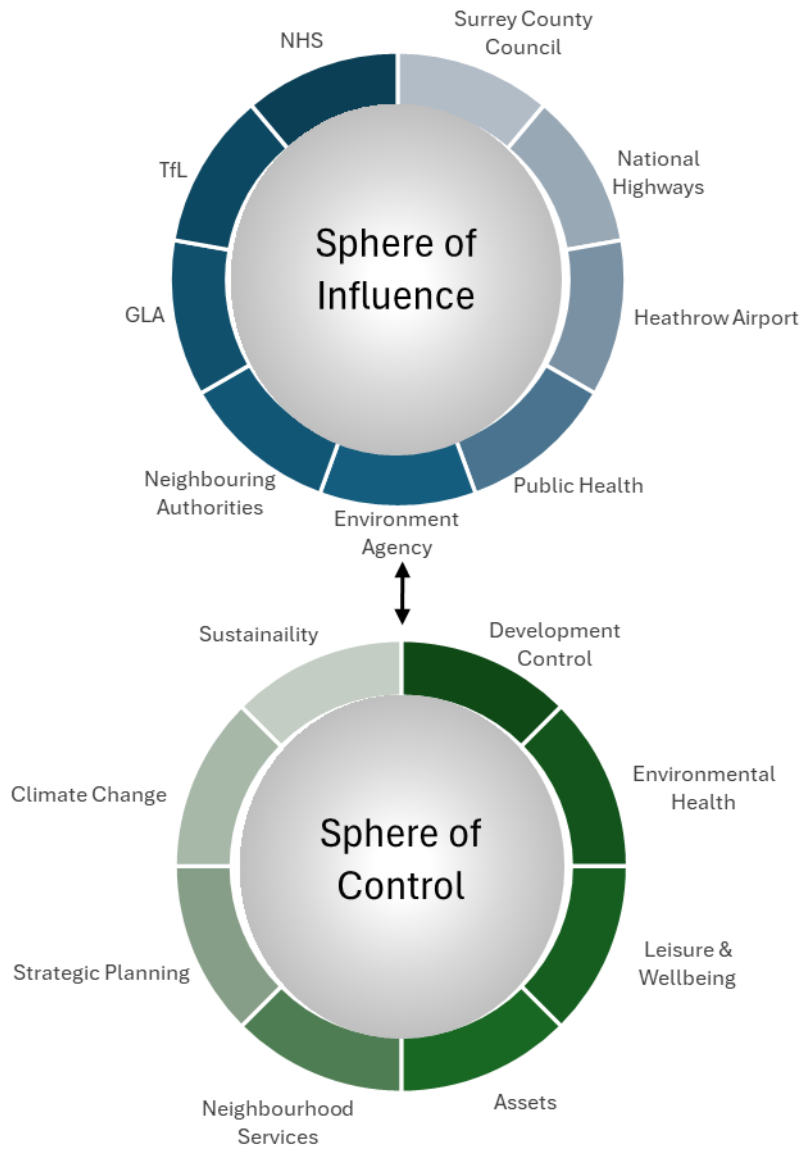 Surrey County
Council
NHS
National
Highways
TfL
Sphere of
Influence
GLA
Heathrow Airport
Neighbouring
Authorities
Public Health
Environment
Agency
Sustainaility
Development
Control
Environmental
Health
Climate Change
Sphere of
Control
Leisure &
Wellbeing
Strategic Planning
Neighbourhood
Services
Assets